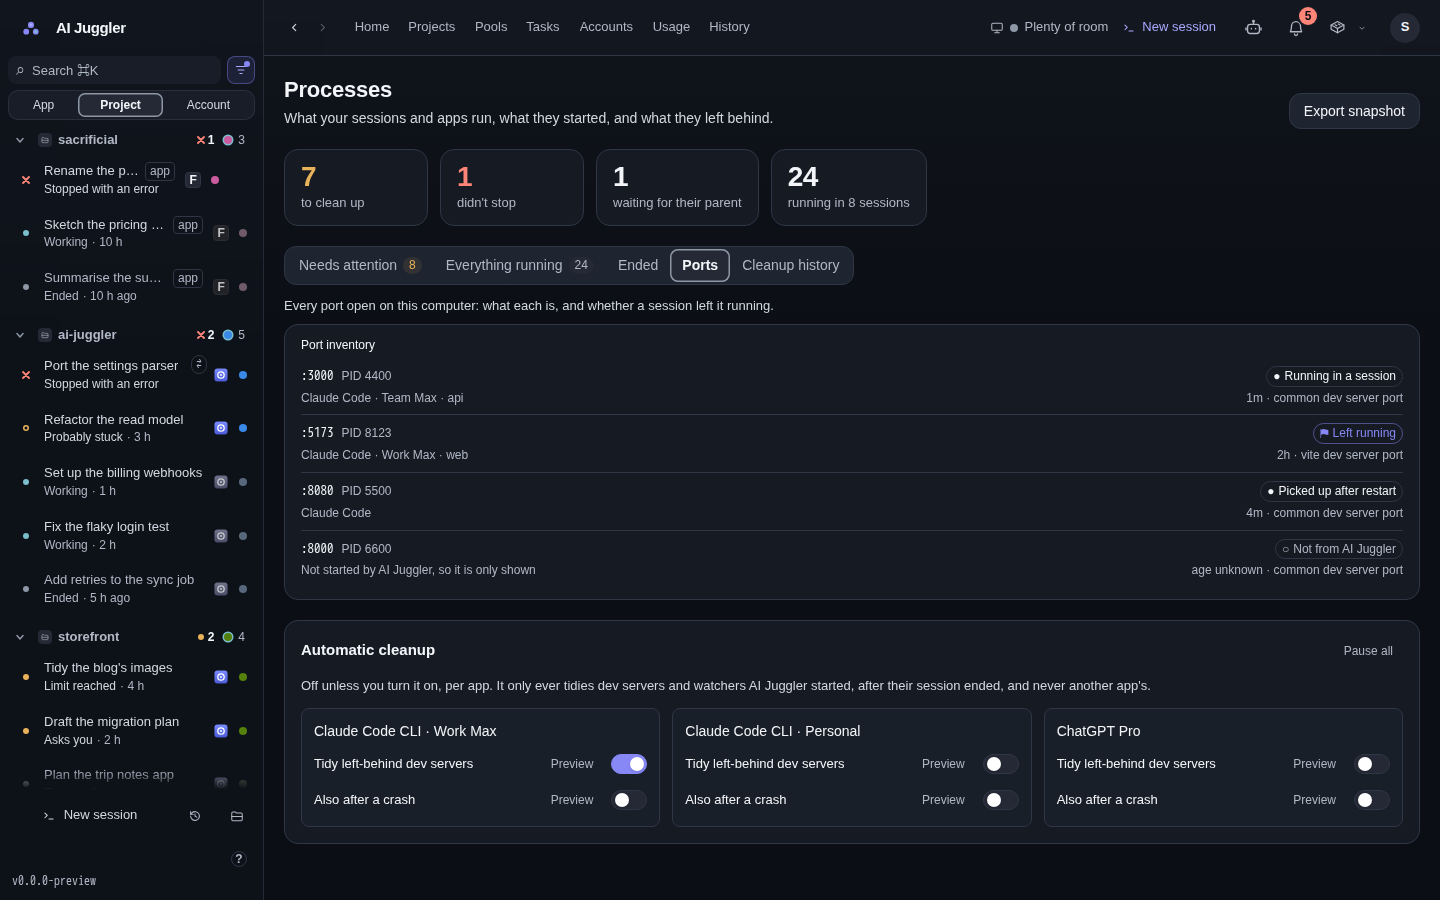 AI Juggler
Search ⌘K
App Project Account
sacrificial 1 3
Rename the p… app F
Stopped with an error
Sketch the pricing … app F
Working · 10 h
Summarise the su… app F
Ended · 10 h ago
ai-juggler 2 5
Port the settings parser
Stopped with an error
Refactor the read model
Probably stuck · 3 h
Set up the billing webhooks
Working · 1 h
Fix the flaky login test
Working · 2 h
Add retries to the sync job
Ended · 5 h ago
storefront 2 4
Tidy the blog's images
Limit reached · 4 h
Draft the migration plan
Asks you · 2 h
Plan the trip notes app
New session
?
v0.0.0-preview
Home Projects Pools Tasks Accounts Usage History
Plenty of room New session 5 S
Processes
What your sessions and apps run, what they started, and what they left behind.
Export snapshot
7
to clean up
1
didn't stop
1
waiting for their parent
24
running in 8 sessions
Needs attention 8 Everything running 24 Ended Ports Cleanup history
Every port open on this computer: what each is, and whether a session left it running.
Port inventory
:3000 PID 4400 Running in a session
Claude Code · Team Max · api 1m · common dev server port
:5173 PID 8123 Left running
Claude Code · Work Max · web 2h · vite dev server port
:8080 PID 5500 Picked up after restart
Claude Code 4m · common dev server port
:8000 PID 6600 Not from AI Juggler
Not started by AI Juggler, so it is only shown age unknown · common dev server port
Automatic cleanup Pause all
Off unless you turn it on, per app. It only ever tidies dev servers and watchers AI Juggler started, after their session ended, and never another app's.
Claude Code CLI · Work Max
Tidy left-behind dev servers Preview
Also after a crash Preview
Claude Code CLI · Personal
Tidy left-behind dev servers Preview
Also after a crash Preview
ChatGPT Pro
Tidy left-behind dev servers Preview
Also after a crash Preview